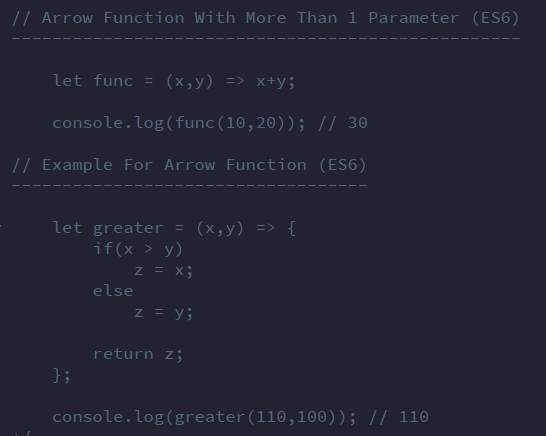 // Arrow Function With More Than 1 Parameter (ES6)
--------------------------------------------------
let func = (x,y) => x+y;
console.log(func(10,20)); // 30
// Example For Arrow Function (ES6)
-----------------------------------
let greater = (x,y) => {
if(x > y)
z = x;
else
z = y;
return z;
};
console.log(greater(110,100)); // 110